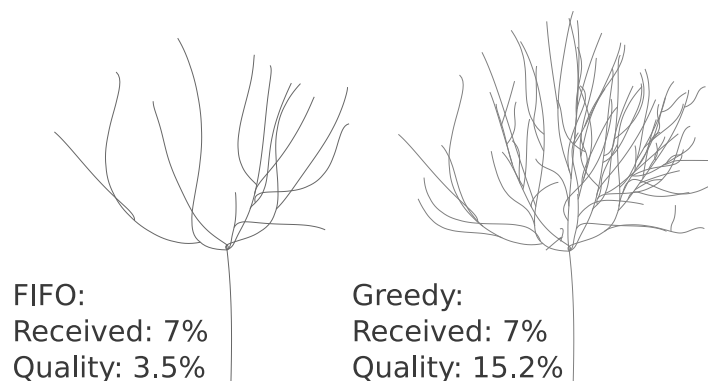 FIFO:
Received: 7%
Quality: 3.5%
Greedy:
Received: 7%
Quality: 15.2%